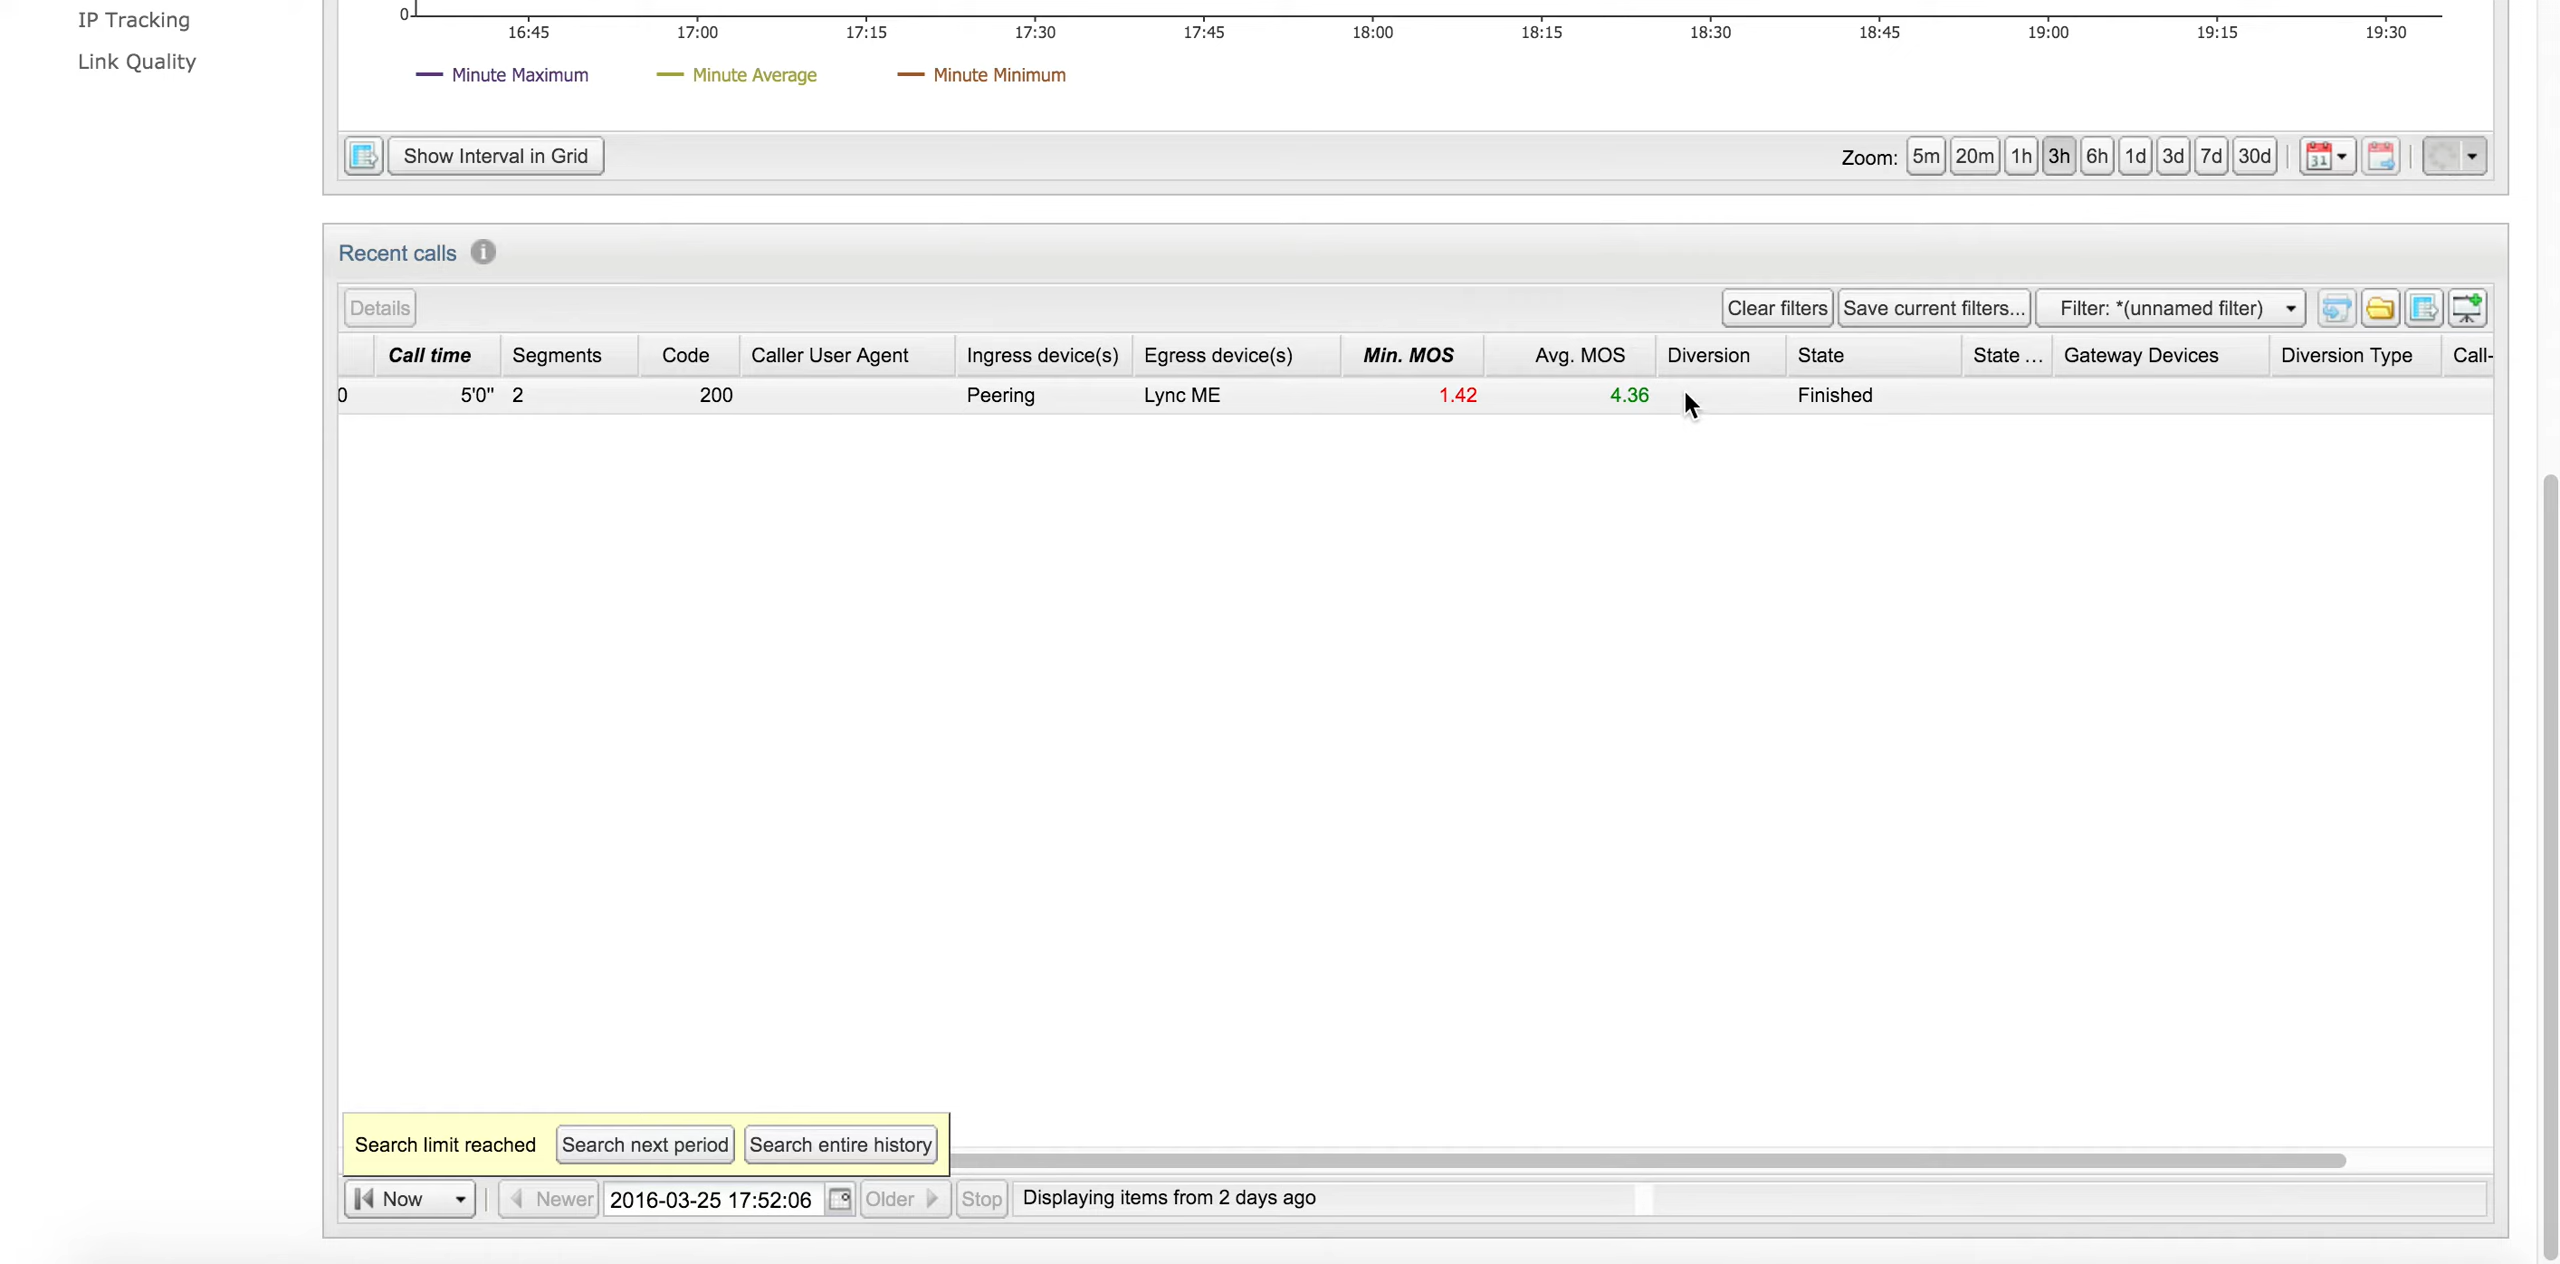 IP Tracking
Link Quality
0
16:45 17:00 17:15 17:30 17:45 18:00 18:15 18:30 18:45 19:00 19:15 19:30
Minute Maximum Minute Average Minute Minimum
Show Interval in Grid Zoom: 5m 20m 1h 3h 6h 1d 3d 7d 30d 31
Recent calls i
Details Clear filters Save current filters... Filter: *(unnamed filter)
Call time Segments Code Caller User Agent Ingress device(s) Egress device(s) Min. MOS Avg. MOS Diversion State State ... Gateway Devices Diversion Type Call-
0 5'0" 2 200 Peering Lync ME 1.42 4.36 Finished
Search limit reached Search next period Search entire history
Now Newer 2016-03-25 17:52:06 Older Stop Displaying items from 2 days ago